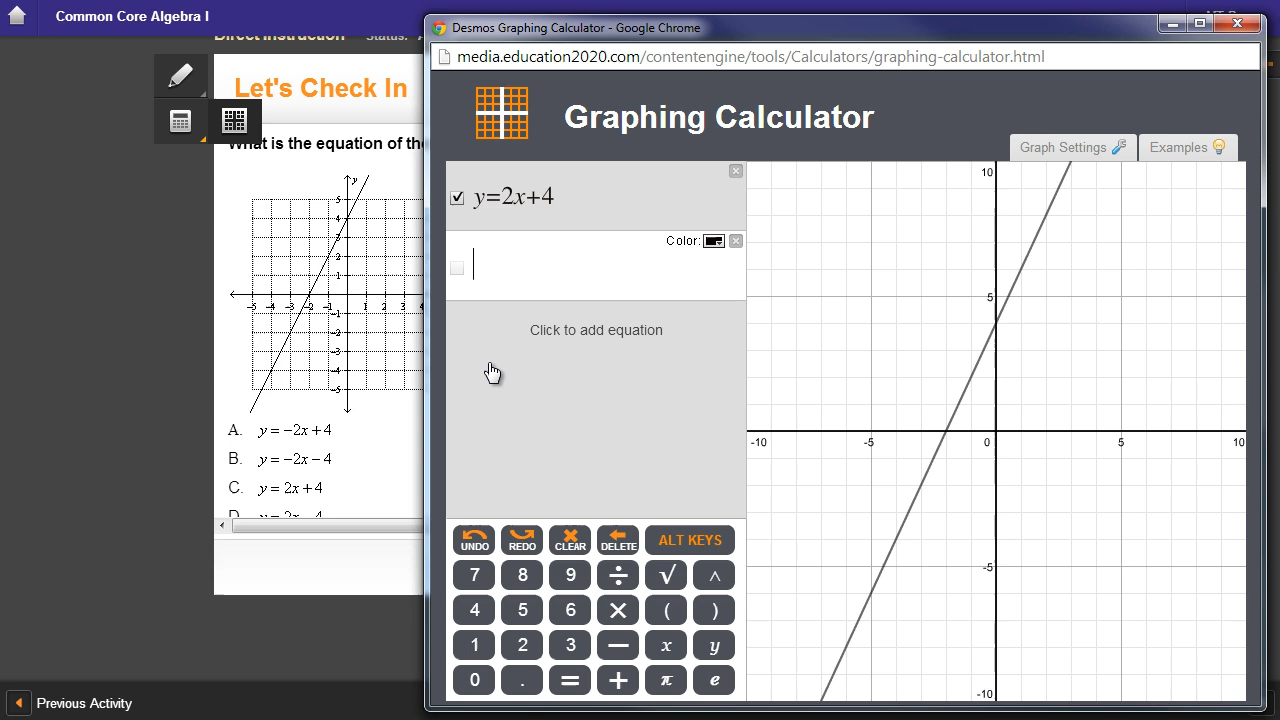 Common Core Algebra I
Direct Instruction Status:
Let's Check In
What is the equation of the
y
5
4
3
2
1
-5 -4 -3 -2 -1 1 2 3 4
-1
-2
-3
-4
-5
A. y = −2x + 4
B. y = −2x − 4
C. y = 2x + 4
D. y = 2x − 4
Previous Activity
Desmos Graphing Calculator - Google Chrome
media.education2020.com/contentengine/tools/Calculators/graphing-calculator.html
Graphing Calculator
Graph Settings Examples
y=2x+4
Color:
Click to add equation
UNDO REDO CLEAR DELETE ALT KEYS
7 8 9 ÷ √ ^
4 5 6 × ( )
1 2 3 − x y
0 . = + π e
10
5
-10 -5 0 5 10
-5
-10